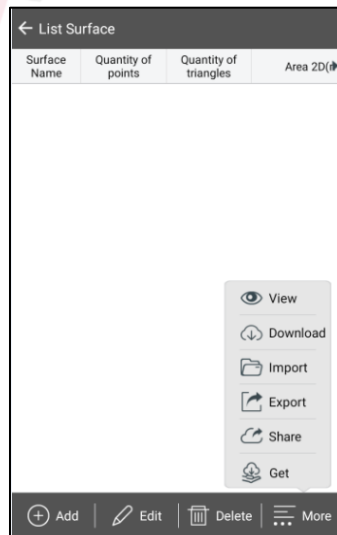 List Surface
Surface Name
Quantity of points
Quantity of triangles
Area 2D(
View
Download
Import
Export
Share
Get
Add
Edit
Delete
More